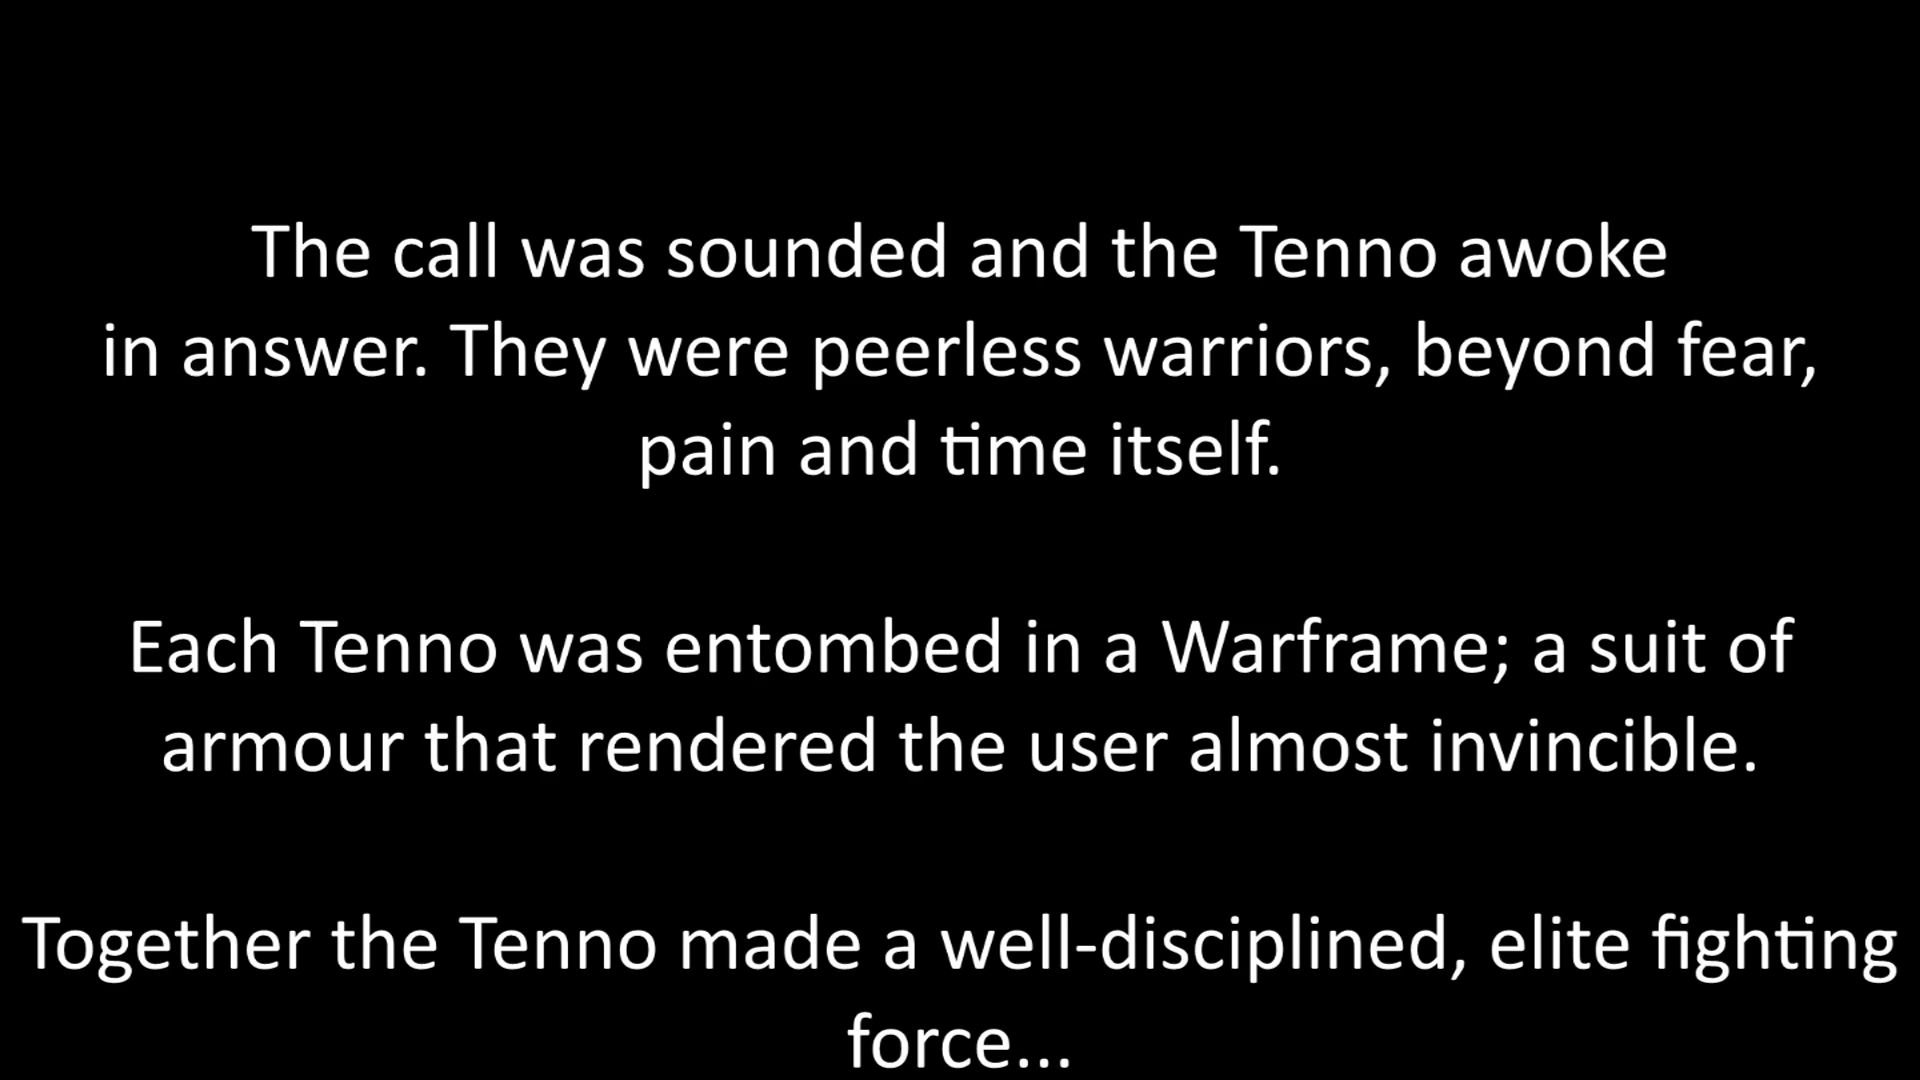 The call was sounded and the Tenno awoke
in answer. They were peerless warriors, beyond fear,
pain and time itself.
Each Tenno was entombed in a Warframe; a suit of
armour that rendered the user almost invincible.
Together the Tenno made a well-disciplined, elite fighting
force...